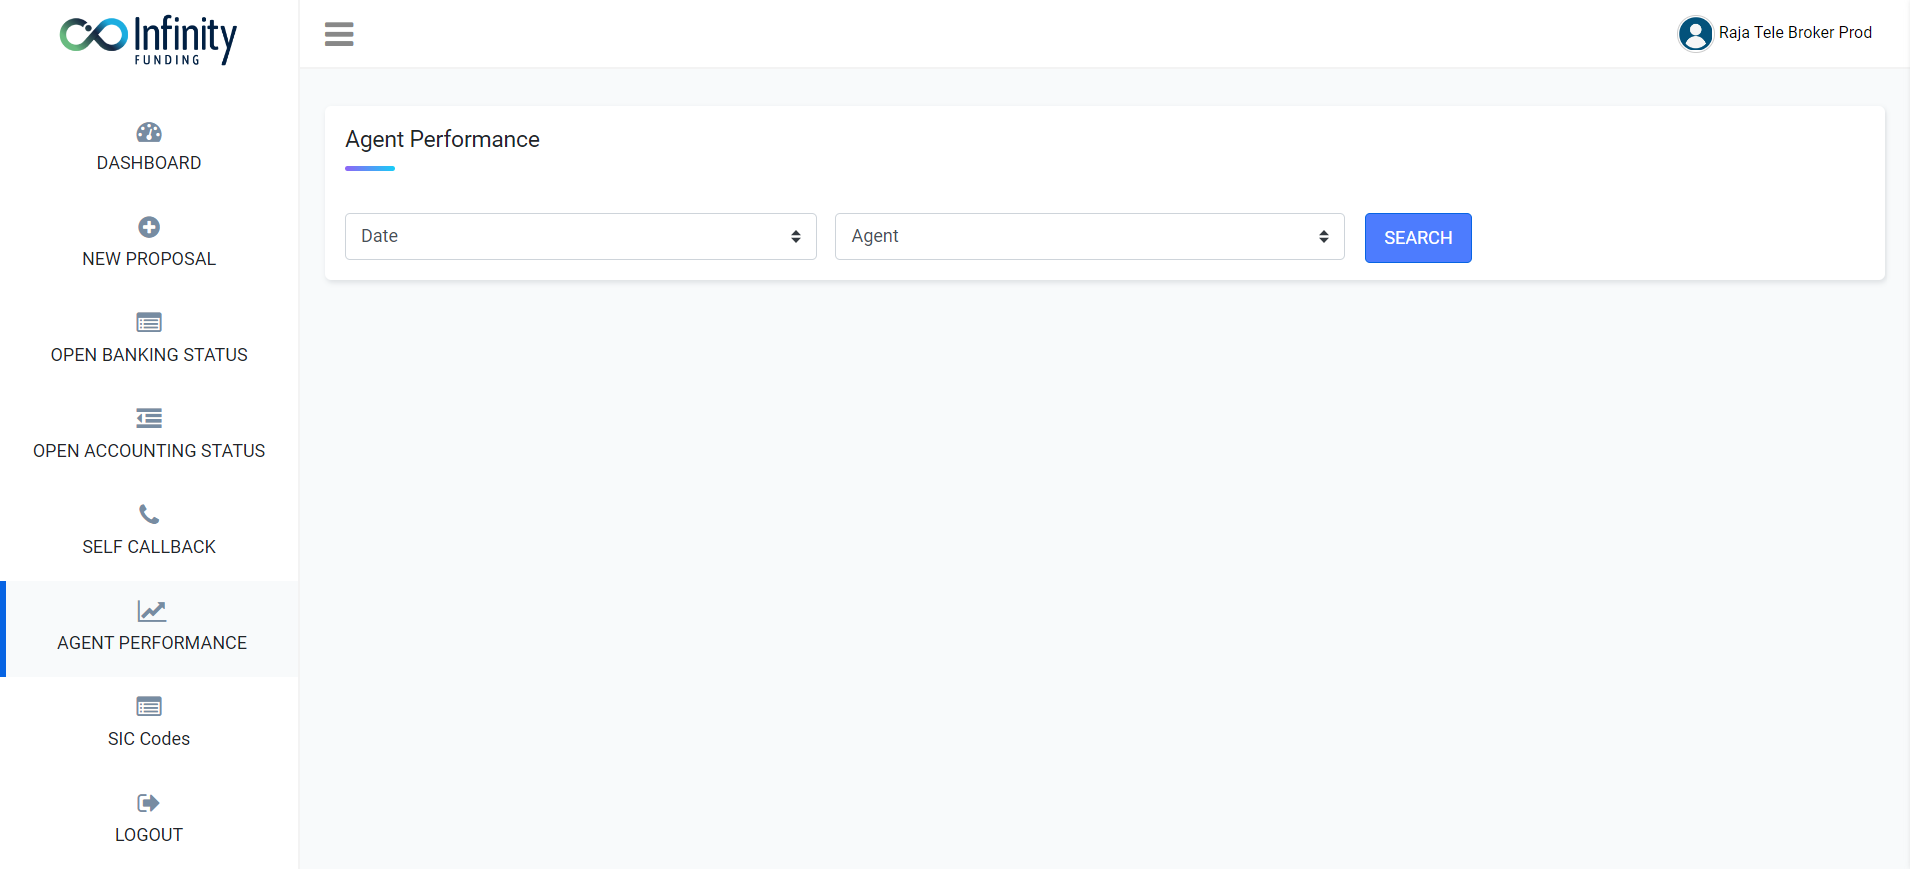 Infinity
FUNDING
Raja Tele Broker Prod
DASHBOARD
NEW PROPOSAL
OPEN BANKING STATUS
OPEN ACCOUNTING STATUS
SELF CALLBACK
AGENT PERFORMANCE
SIC Codes
LOGOUT
Agent Performance
Date
Agent
SEARCH